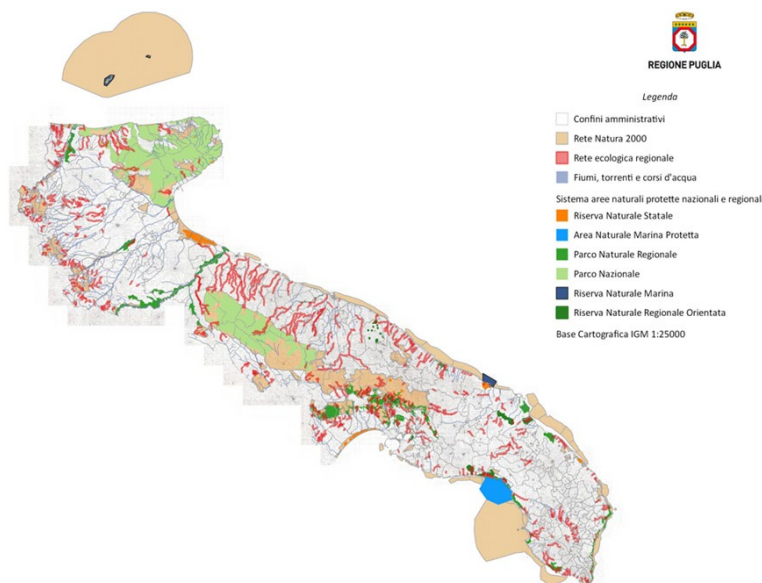 REGIONE PUGLIA
Legenda
Confini amministrativi
Rete Natura 2000
Rete ecologica regionale
Fiumi, torrenti e corsi d'acqua
Sistema aree naturali protette nazionali e regional
Riserva Naturale Statale
Area Naturale Marina Protetta
Parco Naturale Regionale
Parco Nazionale
Riserva Naturale Marina
Riserva Naturale Regionale Orientata
Base Cartografica IGM 1:25000